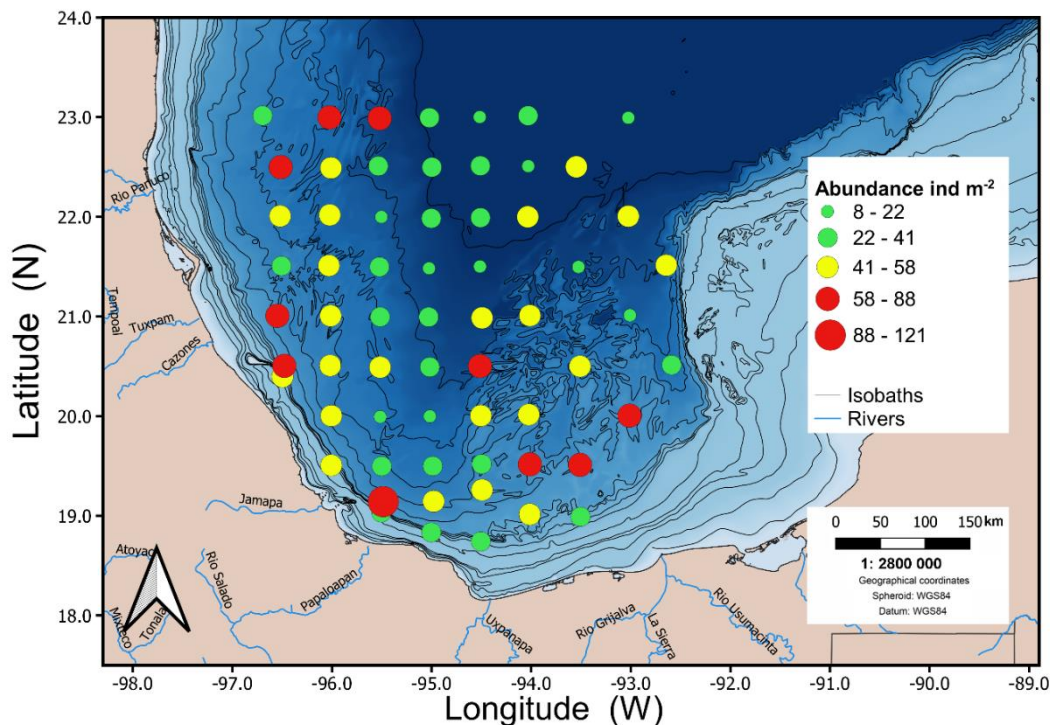 24.0
23.0
22.0
21.0
20.0
19.0
18.0
Latitude (N)
-98.0 -97.0 -96.0 -95.0 -94.0 -93.0 -92.0 -91.0 -90.0 -89.0
Longitude (W)
Rio Panuco
Tempoal
Tuxpam
Cazones
Jamapa
Atoyac
Rio Salado
Papaloapan
Mixteco
Tonala
Uxpanapa
Rio Grijalva
La Sierra
Rio Usumacinta
Abundance ind m-2
8 - 22
22 - 41
41 - 58
58 - 88
88 - 121
Isobaths
Rivers
0 50 100 150 km
1: 2800 000
Geographical coordinates
Spheroid: WGS84
Datum: WGS84